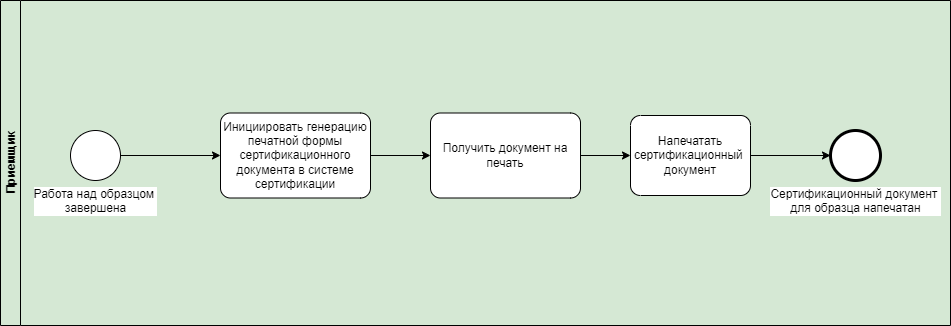 Приемщик
Работа над образцом
завершена
Инициировать генерацию
печатной формы
сертификационного
документа в системе
сертификации
Получить документ на
печать
Напечатать
сертификационный
документ
Сертификационный документ
для образца напечатан